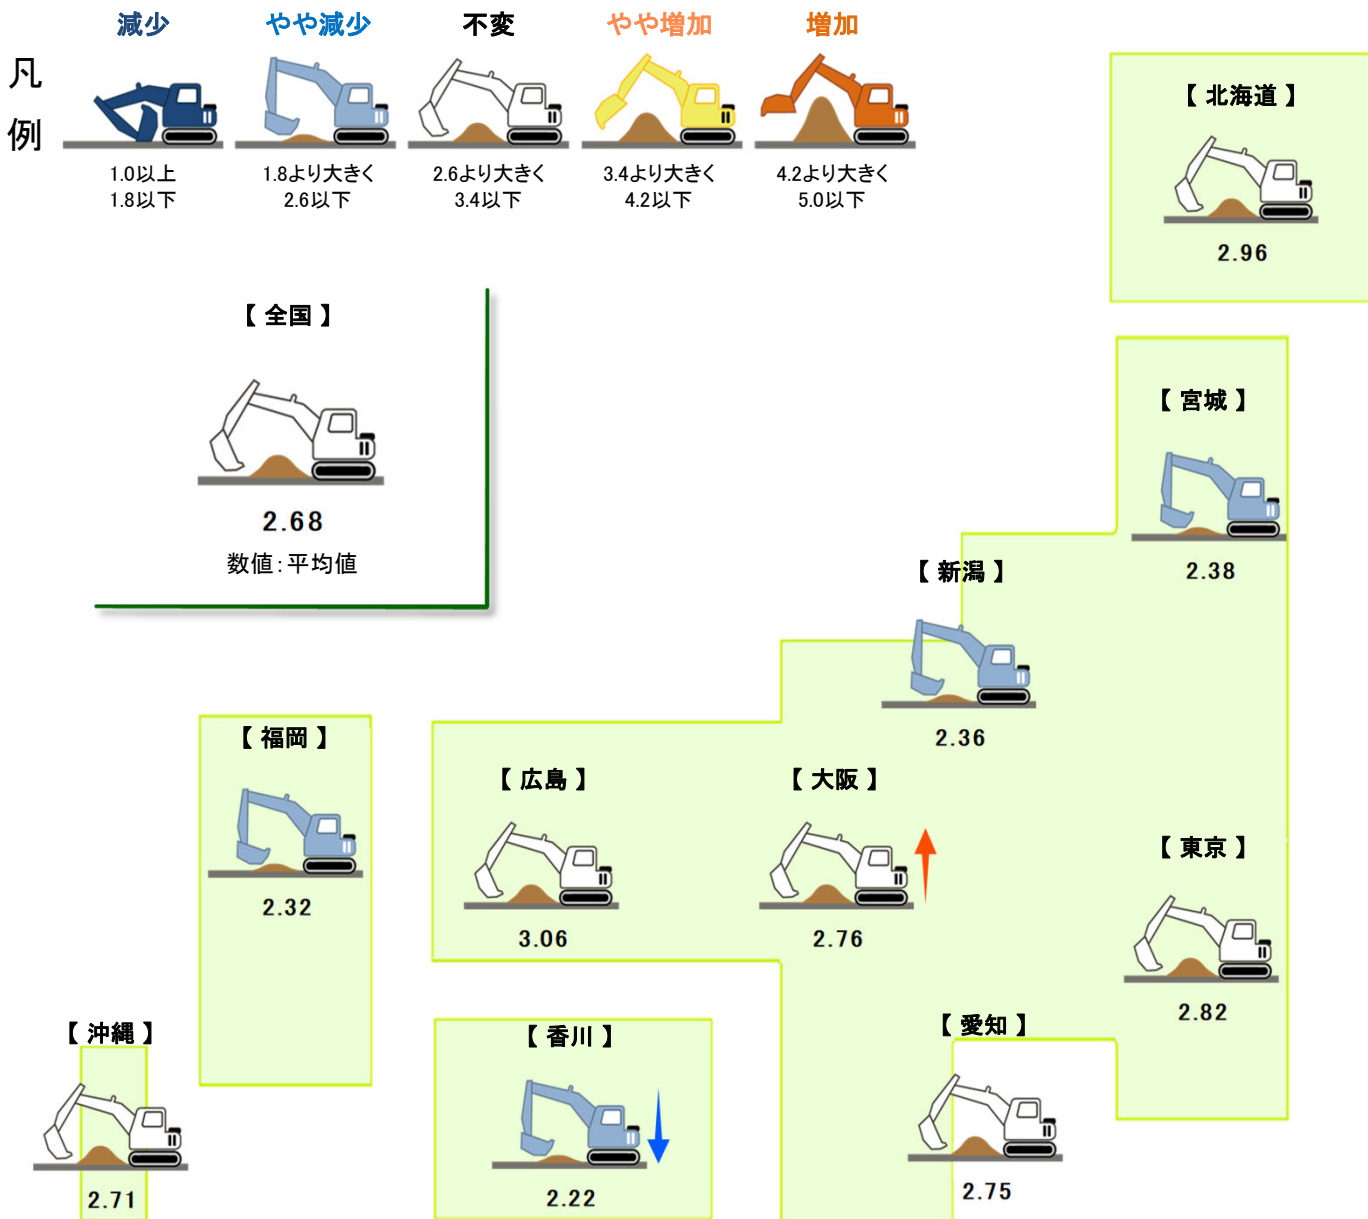 減少 やや減少 不変 やや増加 増加
凡
例
1.0以上 1.8より大きく 2.6より大きく 3.4より大きく 4.2より大きく
1.8以下 2.6以下 3.4以下 4.2以下 5.0以下
【 北海道 】
2.96
【 全国 】
2.68
数値：平均値
【 宮城 】
2.38
【 新潟 】
2.36
【 福岡 】
2.32
【 広島 】
3.06
【 大阪 】
2.76
【 東京 】
2.82
【 沖縄 】
2.71
【 香川 】
2.22
【 愛知 】
2.75